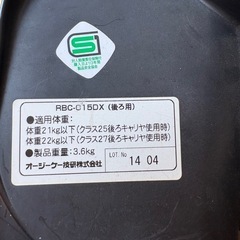 RBC-015DX (後ろ用)
●適用体重:
体重21kg以下(クラス25後ろキャリヤ使用時)
体重22kg以下(クラス27後ろキャリヤ使用時)
●製品重量:3.6kg
オージーケー技研株式会社
LOT.No
14 04